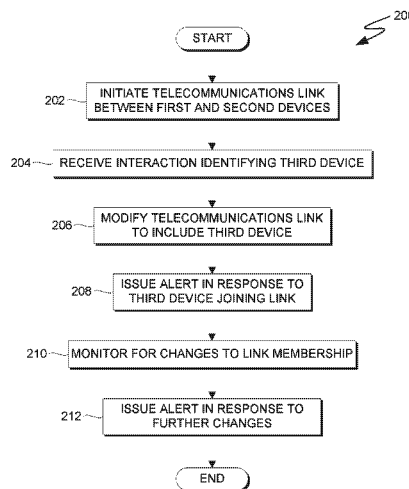 200
START
202
INITIATE TELECOMMUNICATIONS LINK
BETWEEN FIRST AND SECOND DEVICES
204
RECEIVE INTERACTION IDENTIFYING THIRD DEVICE
206
MODIFY TELECOMMUNICATIONS LINK
TO INCLUDE THIRD DEVICE
208
ISSUE ALERT IN RESPONSE TO
THIRD DEVICE JOINING LINK
210
MONITOR FOR CHANGES TO LINK MEMBERSHIP
212
ISSUE ALERT IN RESPONSE TO
FURTHER CHANGES
END